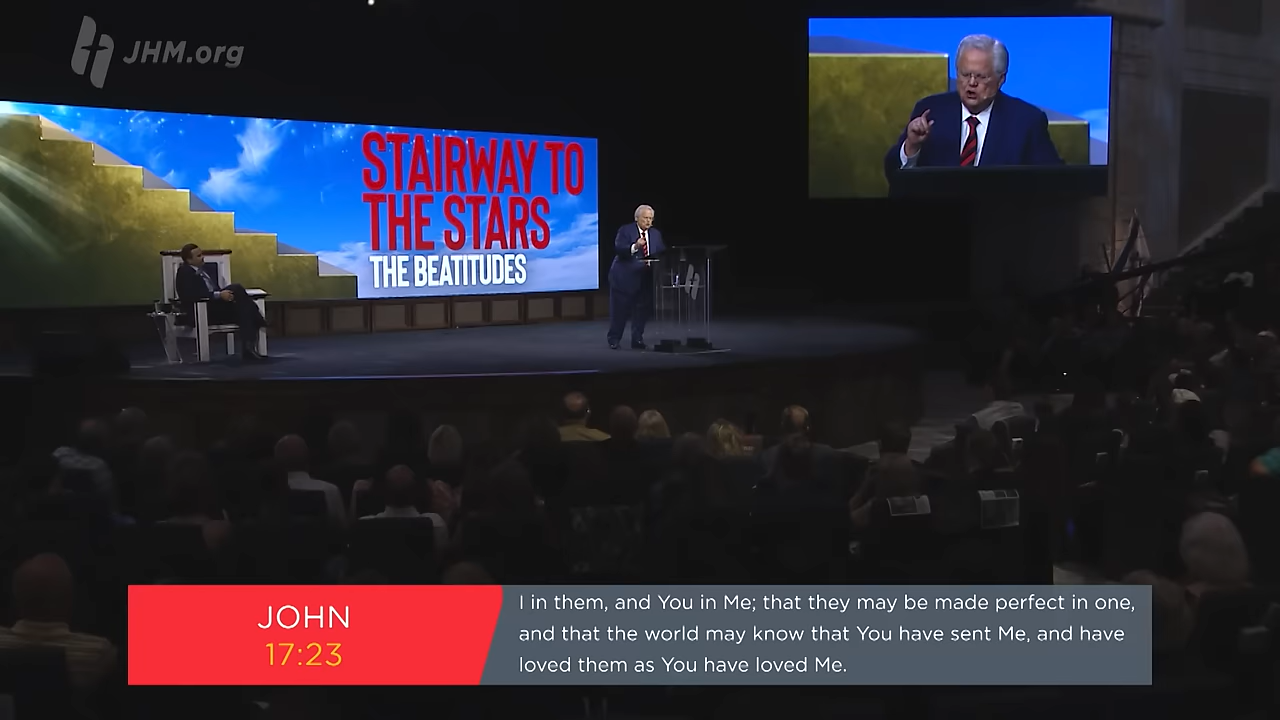 JHM.org
STAIRWAY TO
THE STARS
THE BEATITUDES
JOHN
17:23
I in them, and You in Me; that they may be made perfect in one,
and that the world may know that You have sent Me, and have
loved them as You have loved Me.